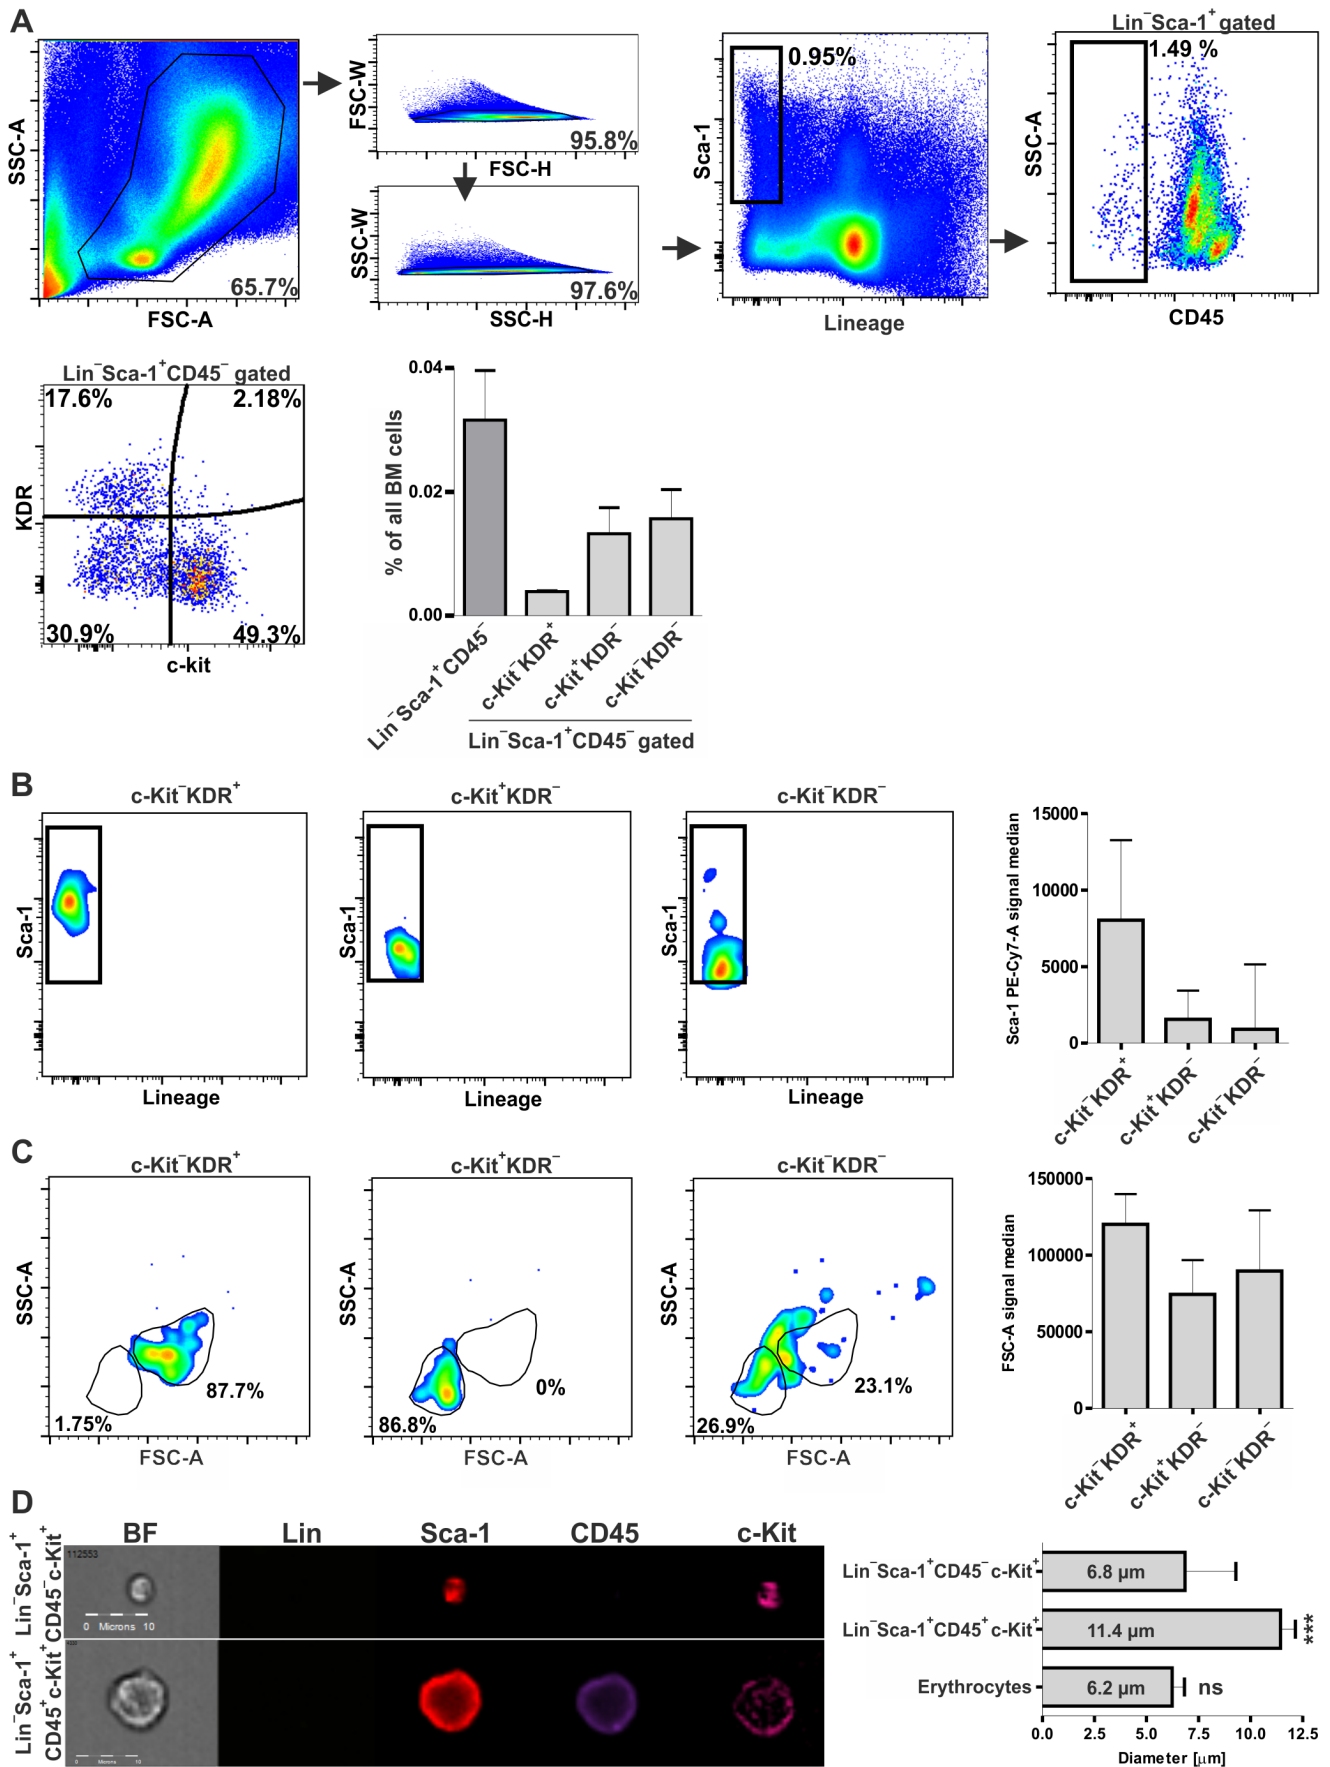 A
Lin⁻Sca-1⁺ gated
SSC-A
65.7%
FSC-A
FSC-W
95.8%
FSC-H
SSC-W
97.6%
SSC-H
Sca-1
0.95%
Lineage
SSC-A
1.49 %
CD45
Lin⁻Sca-1⁺CD45⁻ gated
17.6%
2.18%
KDR
30.9%
49.3%
c-kit
% of all BM cells
0.04
0.02
0.00
Lin⁻Sca-1⁺CD45⁻
c-Kit⁻KDR⁺
c-Kit⁺KDR⁻
c-Kit⁻KDR⁻
Lin⁻Sca-1⁺CD45⁻ gated
B
c-Kit⁻KDR⁺
c-Kit⁺KDR⁻
c-Kit⁻KDR⁻
Sca-1
Lineage
Sca-1
Lineage
Sca-1
Lineage
Sca-1 PE-Cy7-A signal median
15000
10000
5000
0
c-Kit⁻KDR⁺
c-Kit⁺KDR⁻
c-Kit⁻KDR⁻
C
c-Kit⁻KDR⁺
c-Kit⁺KDR⁻
c-Kit⁻KDR⁻
SSC-A
87.7%
1.75%
FSC-A
SSC-A
0%
86.8%
FSC-A
SSC-A
23.1%
26.9%
FSC-A
FSC-A signal median
150000
100000
50000
0
c-Kit⁻KDR⁺
c-Kit⁺KDR⁻
c-Kit⁻KDR⁻
D
BF
Lin
Sca-1
CD45
c-Kit
Lin⁻Sca-1⁺
CD45⁻c-Kit⁺
112553
0 Microns 10
Lin⁻Sca-1⁺
CD45⁺c-Kit⁺
0 Microns 10
Lin⁻Sca-1⁺CD45⁻c-Kit⁺
6.8 µm
Lin⁻Sca-1⁺CD45⁺c-Kit⁺
11.4 µm
***
Erythrocytes
6.2 µm
ns
0.0 2.5 5.0 7.5 10.0 12.5
Diameter [µm]